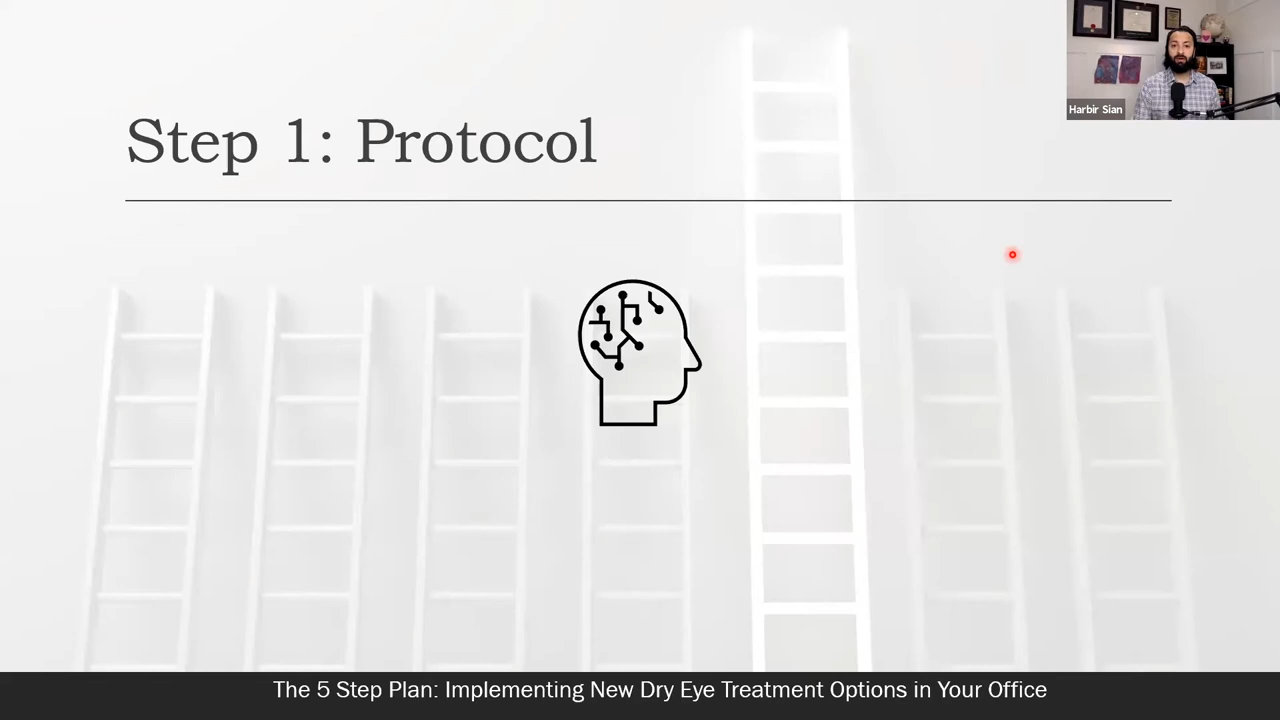 Step 1: Protocol
Harbir Sian
The 5 Step Plan: Implementing New Dry Eye Treatment Options in Your Office